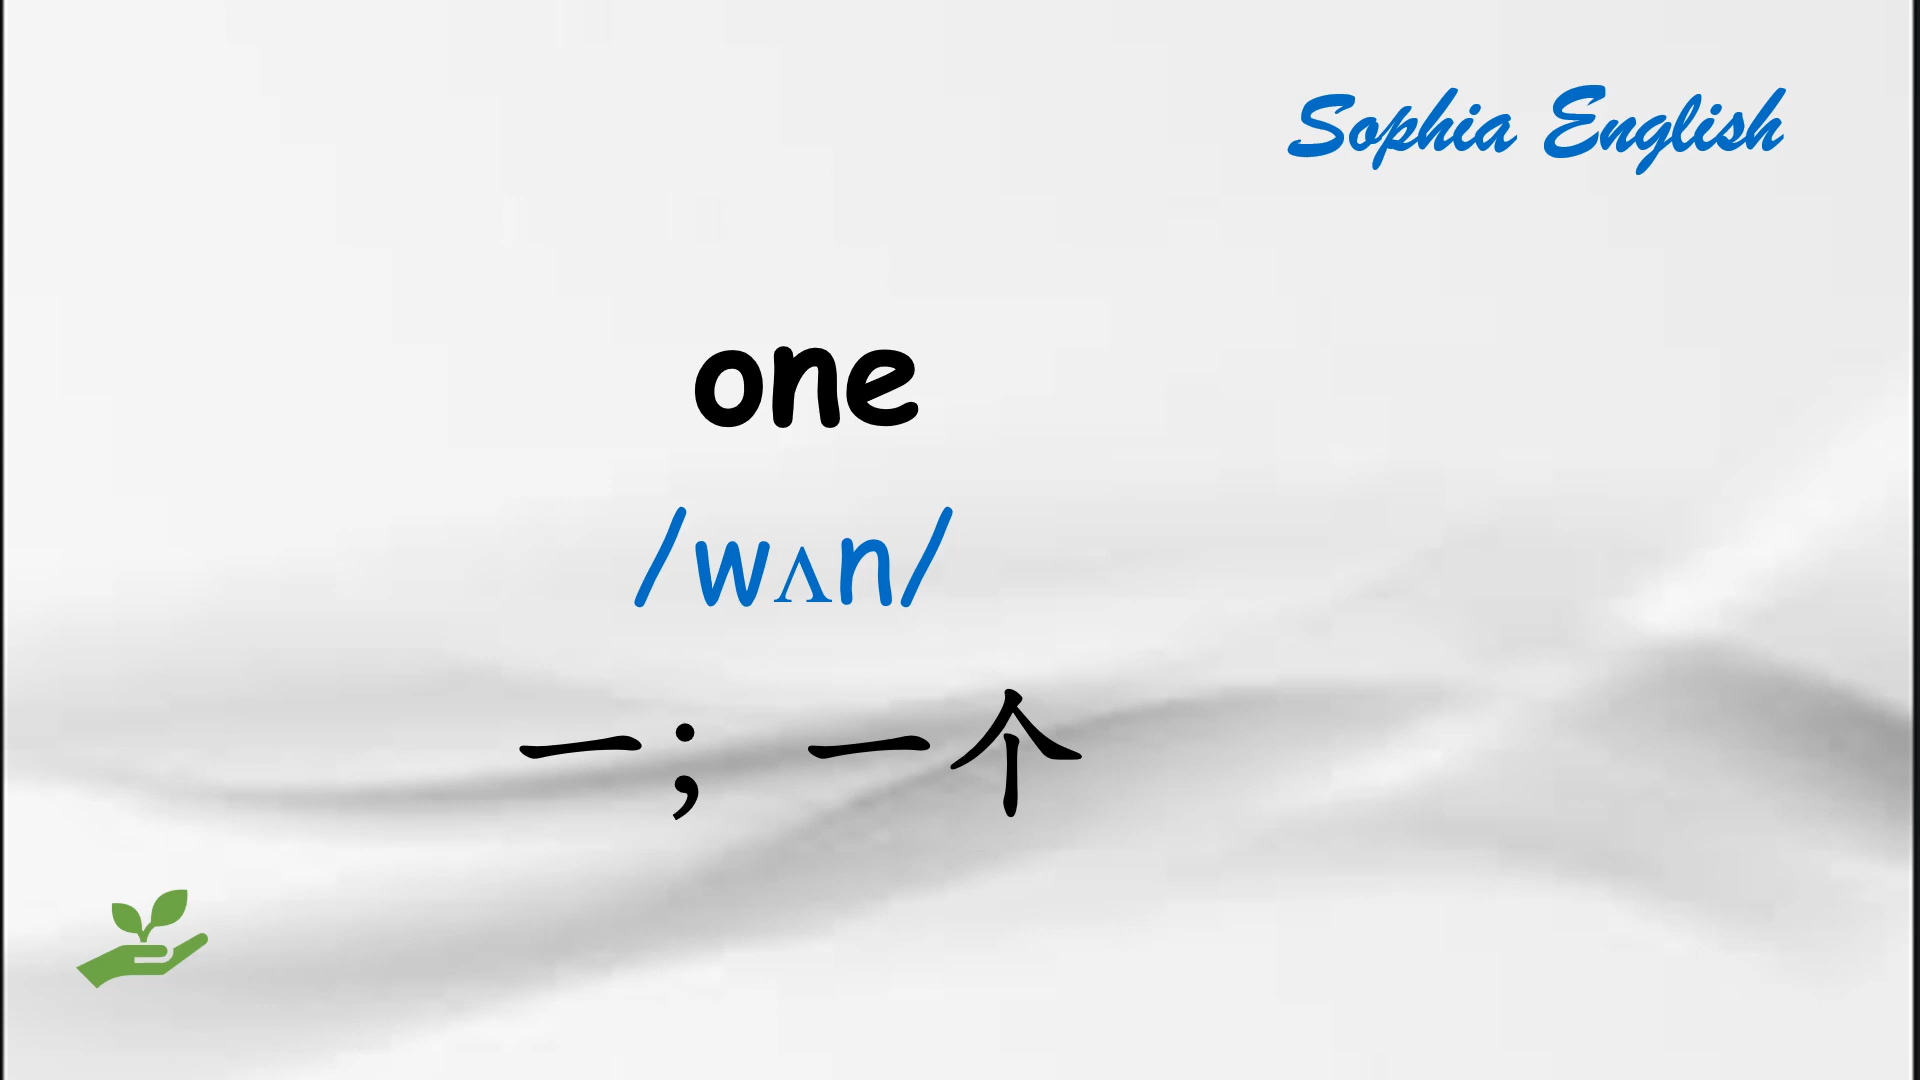 Sophia English
one
/wʌn/
一；一个